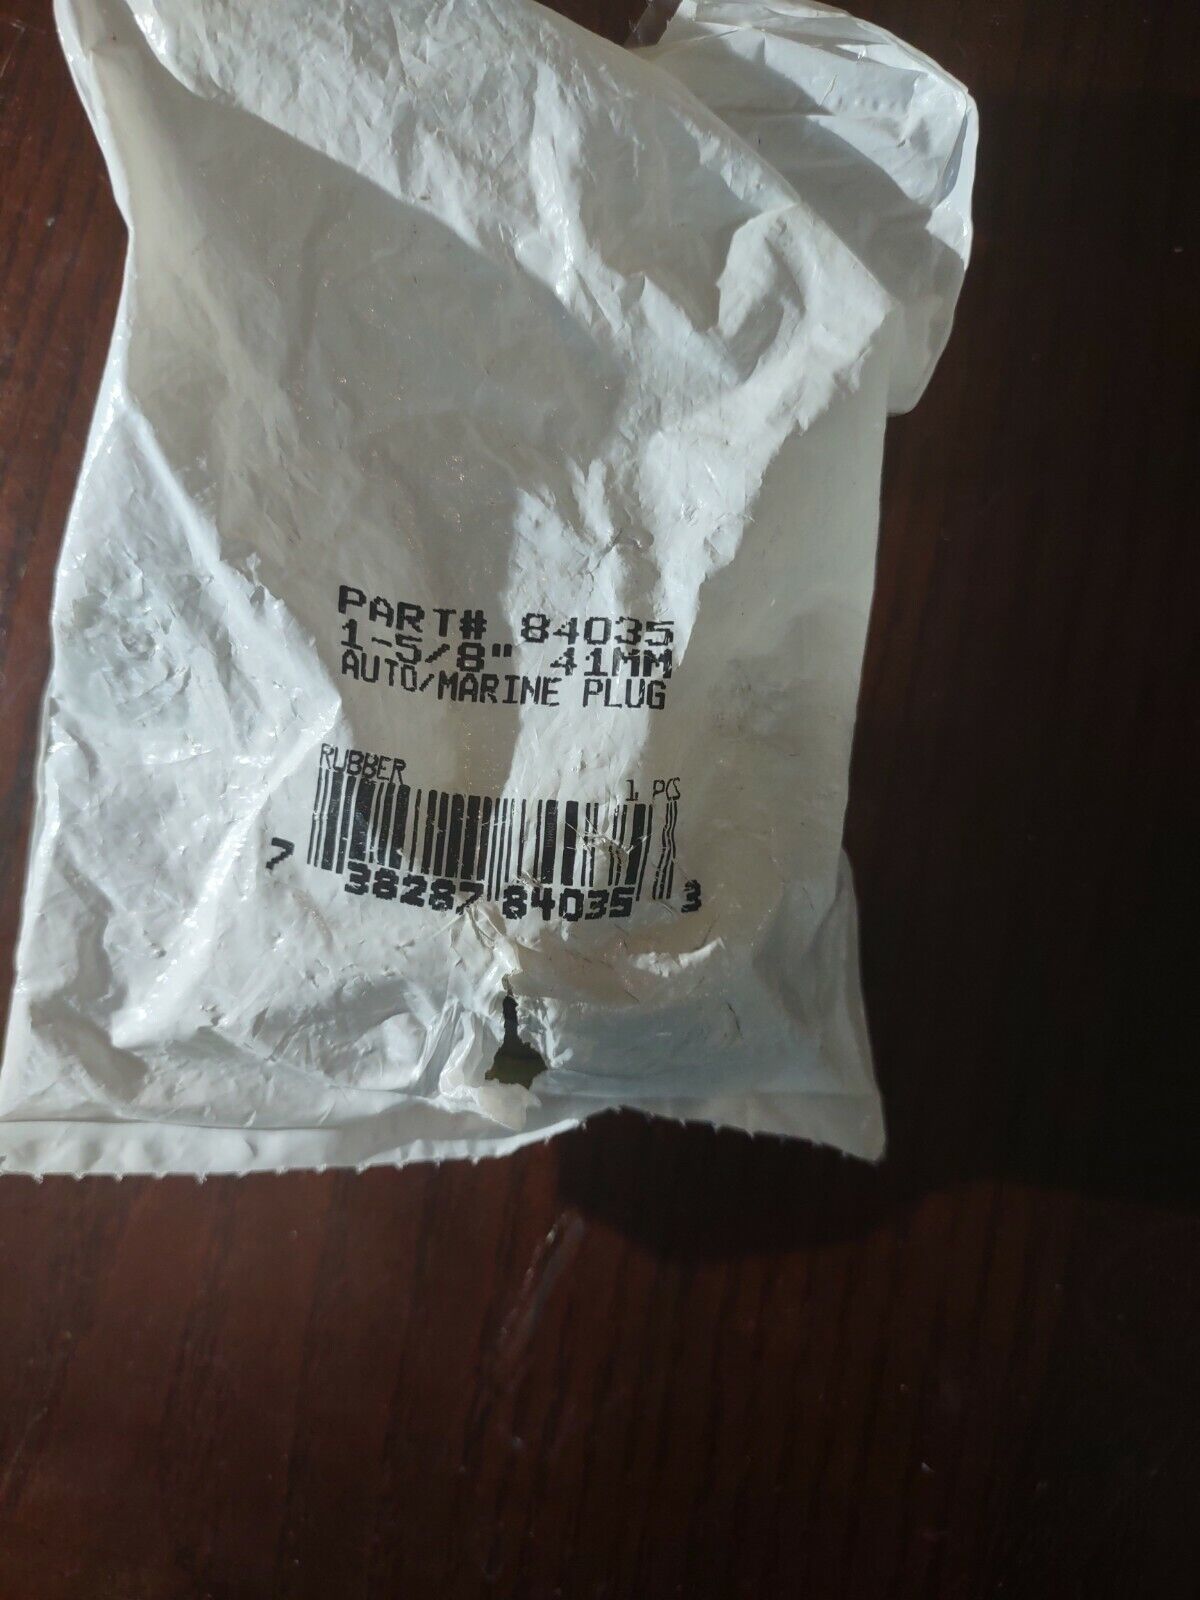 PART# 84035
1-5/8" 41MM
AUTO/MARINE PLUG
RUBBER
1 PCS
7 38287 84035 3